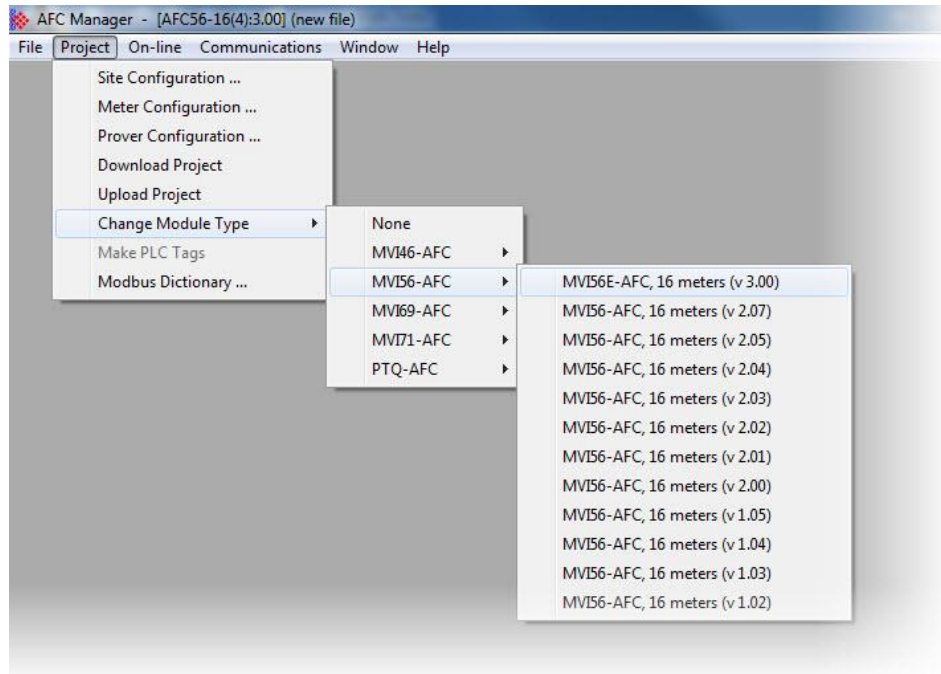 AFC Manager - [AFC56-16(4):3.00] (new file)
File Project On-line Communications Window Help
Site Configuration ...
Meter Configuration ...
Prover Configuration ...
Download Project
Upload Project
Change Module Type
Make PLC Tags
Modbus Dictionary ...
None
MVI46-AFC
MVI56-AFC
MVI69-AFC
MVI71-AFC
PTQ-AFC
MVI56E-AFC, 16 meters (v 3.00)
MVI56-AFC, 16 meters (v 2.07)
MVI56-AFC, 16 meters (v 2.05)
MVI56-AFC, 16 meters (v 2.04)
MVI56-AFC, 16 meters (v 2.03)
MVI56-AFC, 16 meters (v 2.02)
MVI56-AFC, 16 meters (v 2.01)
MVI56-AFC, 16 meters (v 2.00)
MVI56-AFC, 16 meters (v 1.05)
MVI56-AFC, 16 meters (v 1.04)
MVI56-AFC, 16 meters (v 1.03)
MVI56-AFC, 16 meters (v 1.02)